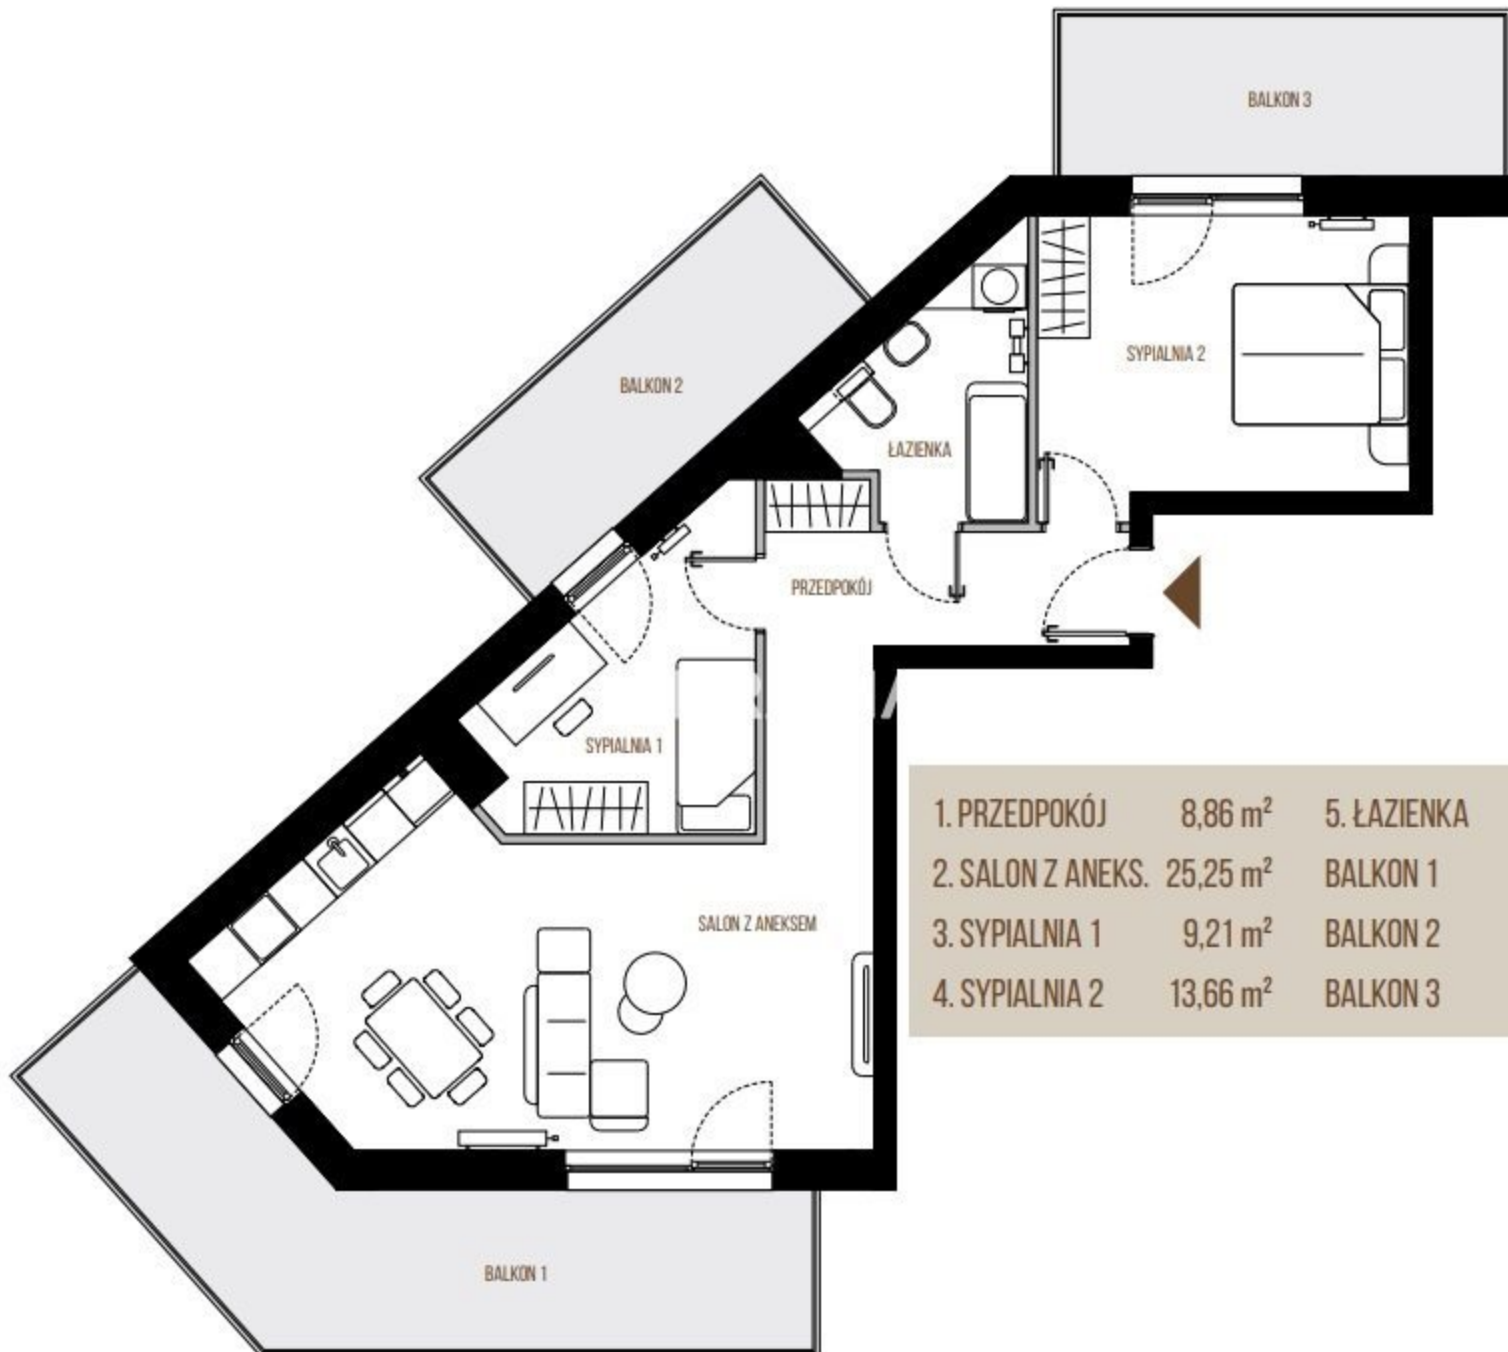 BALKON 3
BALKON 2
SYPIALNIA 2
ŁAZIENKA
PRZEDPOKÓJ
SYPIALNIA 1
SALON Z ANEKSEM
1. PRZEDPOKÓJ 8,86 m² 5. ŁAZIENKA
2. SALON Z ANEKS. 25,25 m² BALKON 1
3. SYPIALNIA 1 9,21 m² BALKON 2
4. SYPIALNIA 2 13,66 m² BALKON 3
BALKON 1